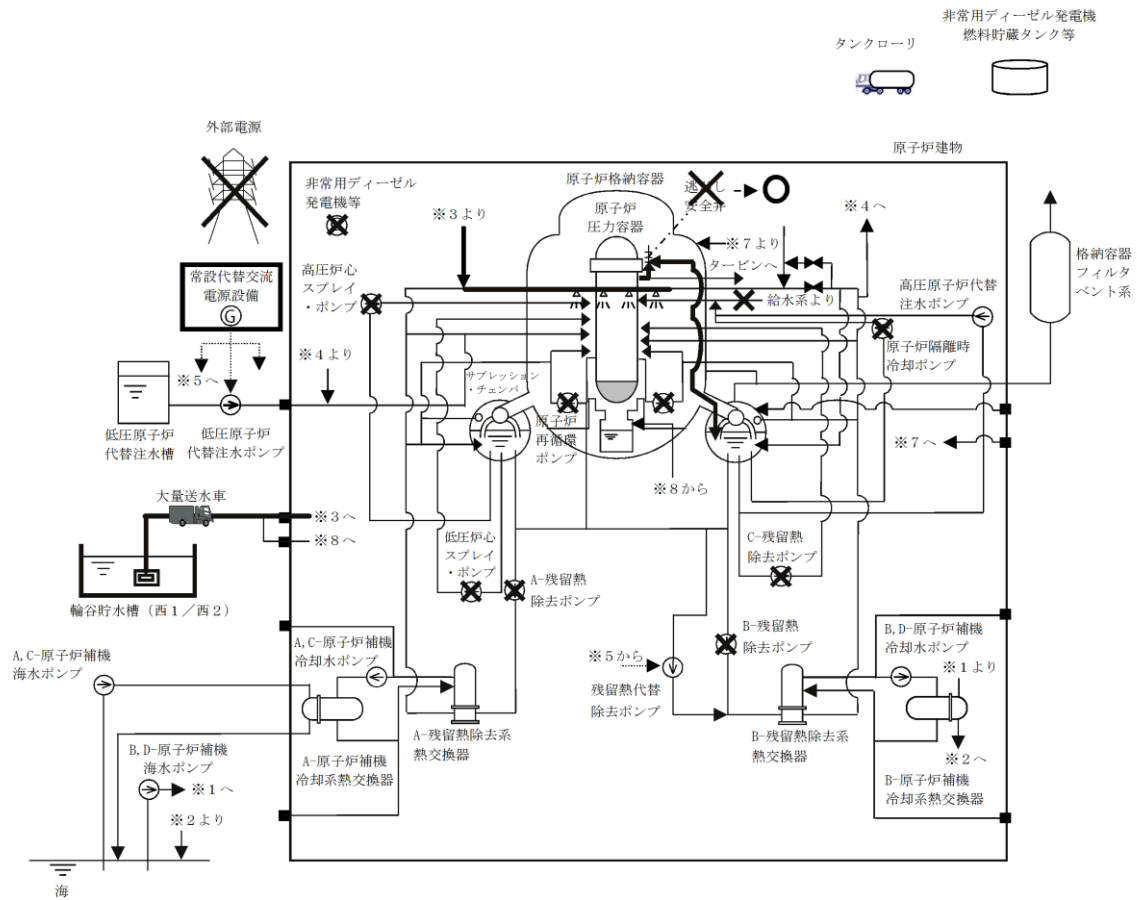 非常用ディーゼル発電機
燃料貯蔵タンク等
タンクローリ
外部電源
原子炉建物
非常用ディーゼル
発電機等
原子炉格納容器
逃がし
安全弁
原子炉
圧力容器
※3より
※4へ
※7より
タービンへ
常設代替交流
電源設備
G
高圧炉心
スプレイ
・ポンプ
給水系より
高圧原子炉代替
注水ポンプ
格納容器
フィルタ
ベント系
原子炉隔離時
冷却ポンプ
※4より
※5へ
サプレッション
・チェンバ
低圧原子炉
代替注水槽
低圧原子炉
代替注水ポンプ
原子炉
再循環
ポンプ
※7へ
※8から
大量送水車
※3へ
※8へ
輪谷貯水槽(西1/西2)
低圧炉心
スプレイ
・ポンプ
A-残留熱
除去ポンプ
C-残留熱
除去ポンプ
B-残留熱
除去ポンプ
A,C-原子炉補機
海水ポンプ
A,C-原子炉補機
冷却水ポンプ
※5から
残留熱代替
除去ポンプ
B,D-原子炉補機
冷却水ポンプ
※1より
A-残留熱除去系
熱交換器
B-残留熱除去系
熱交換器
※2へ
B,D-原子炉補機
海水ポンプ
A-原子炉補機
冷却系熱交換器
B-原子炉補機
冷却系熱交換器
※1へ
※2より
海